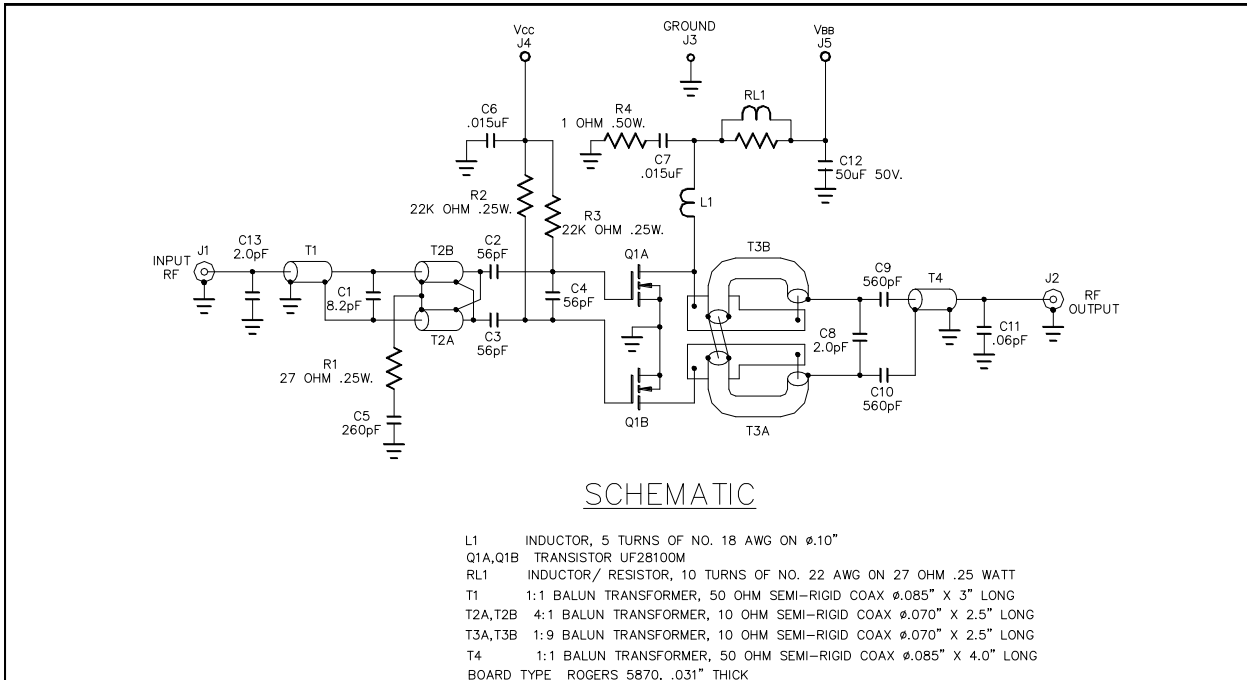 Vcc
J4
GROUND
J3
VBB
J5
C6
.015uF
R4
1 OHM .50W.
RL1
C7
.015uF
C12
50uF 50V.
R2
22K OHM .25W.
R3
22K OHM .25W.
L1
INPUT
RF
J1
C13
2.0pF
T1
T2B
C2
56pF
Q1A
T3B
C9
560pF
T4
J2
RF
OUTPUT
C1
8.2pF
C4
56pF
C8
2.0pF
C11
.06pF
T2A
C3
56pF
C10
560pF
R1
27 OHM .25W.
Q1B
T3A
C5
260pF
SCHEMATIC
L1 INDUCTOR, 5 TURNS OF NO. 18 AWG ON ø.10"
Q1A,Q1B TRANSISTOR UF28100M
RL1 INDUCTOR/ RESISTOR, 10 TURNS OF NO. 22 AWG ON 27 OHM .25 WATT
T1 1:1 BALUN TRANSFORMER, 50 OHM SEMI-RIGID COAX ø.085" X 3" LONG
T2A,T2B 4:1 BALUN TRANSFORMER, 10 OHM SEMI-RIGID COAX ø.070" X 2.5" LONG
T3A,T3B 1:9 BALUN TRANSFORMER, 10 OHM SEMI-RIGID COAX ø.070" X 2.5" LONG
T4 1:1 BALUN TRANSFORMER, 50 OHM SEMI-RIGID COAX ø.085" X 4.0" LONG
BOARD TYPE ROGERS 5870, .031" THICK